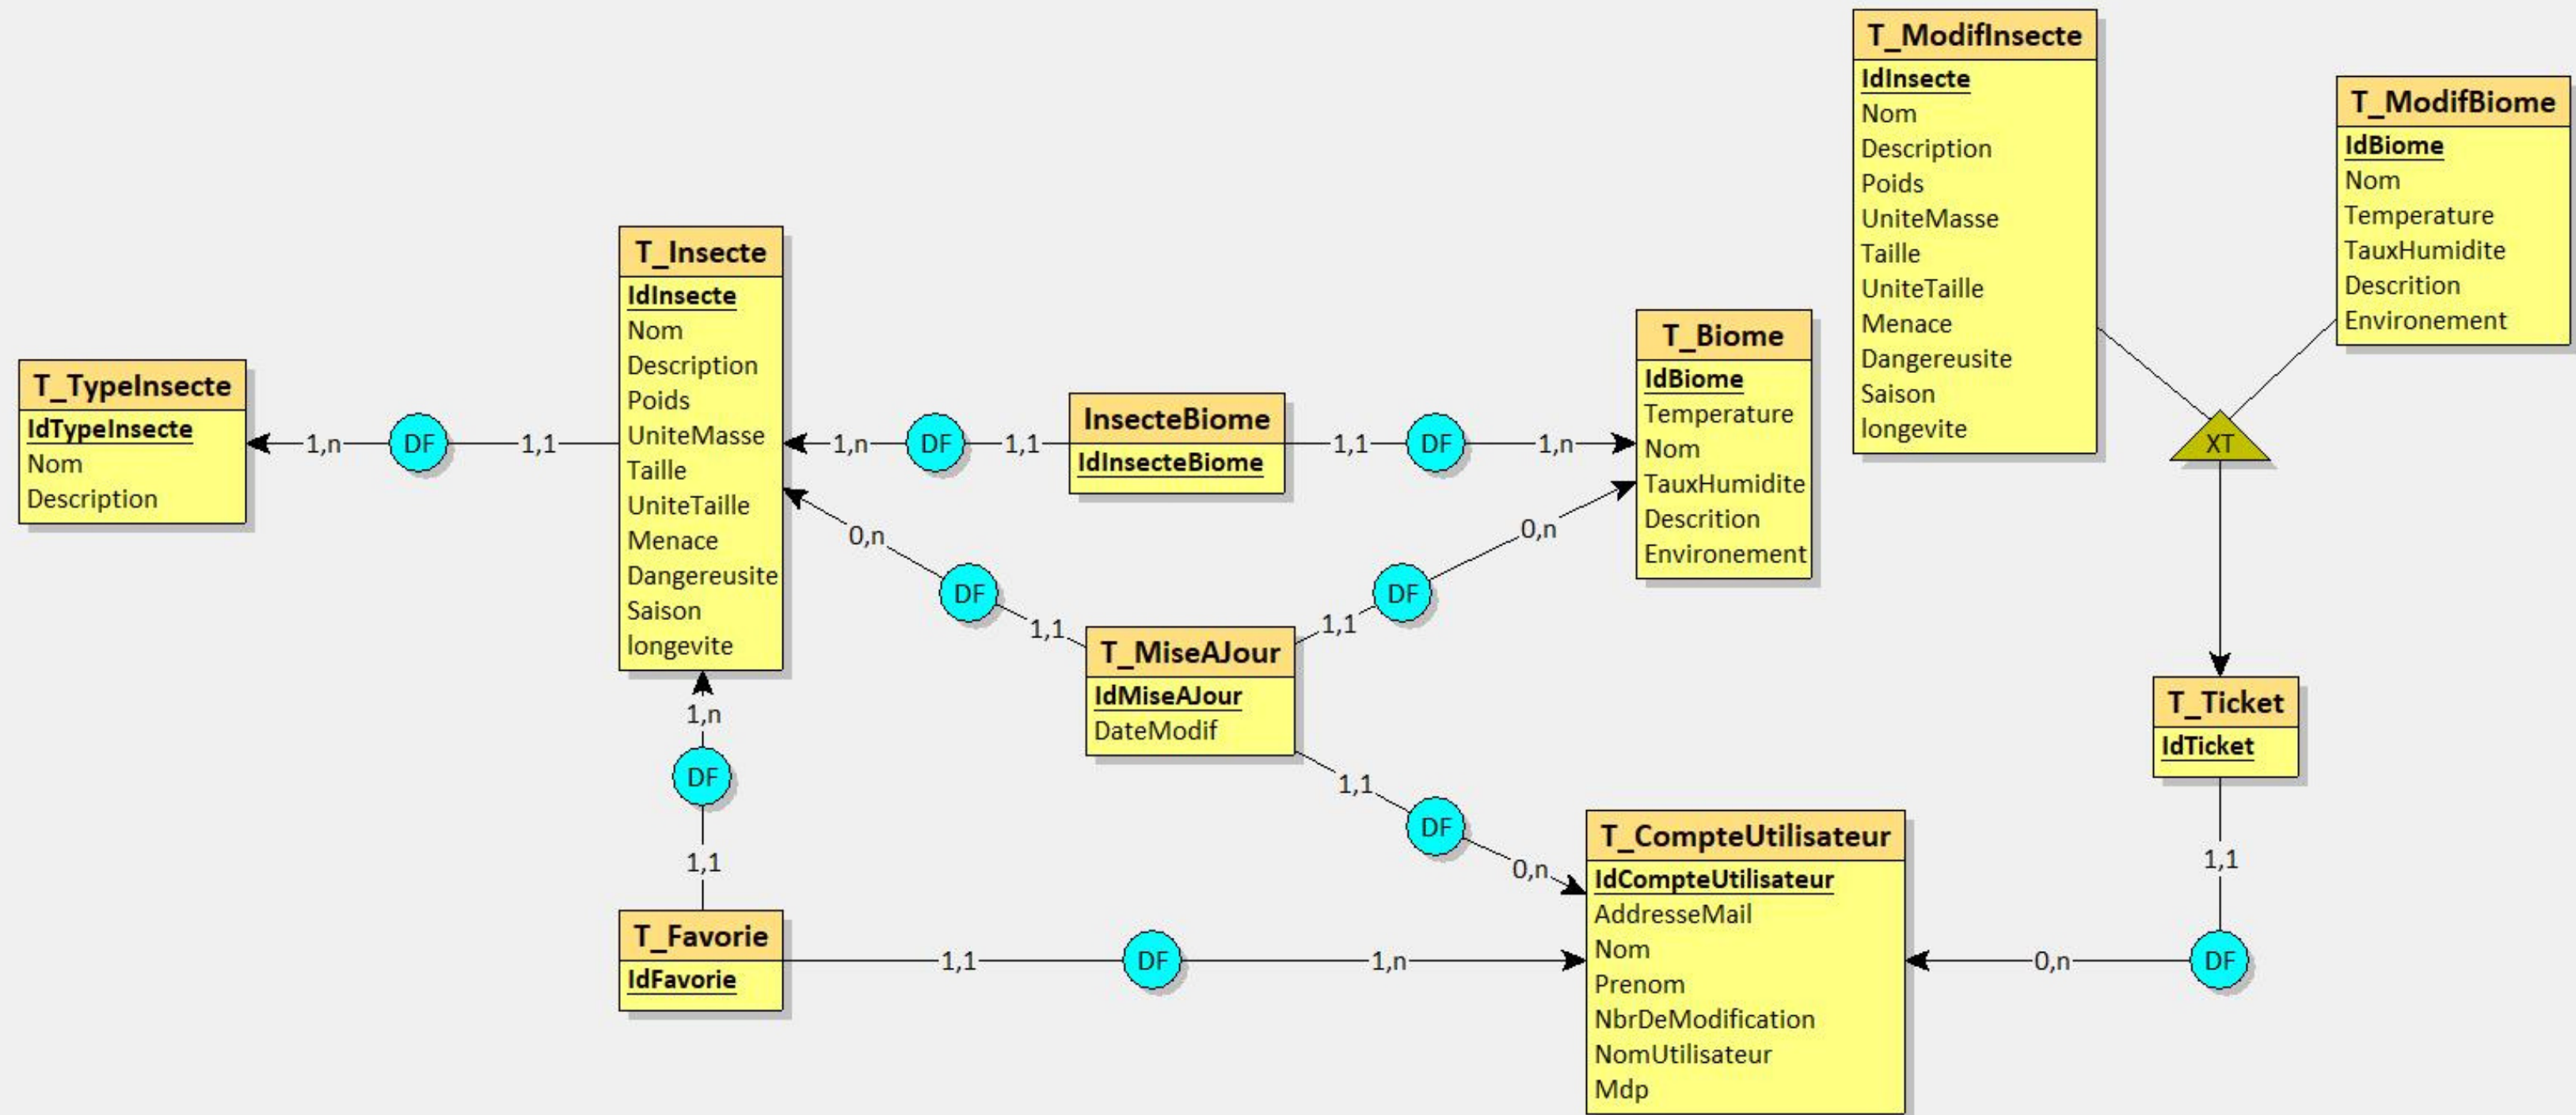 T_ModifInsecte
IdInsecte
Nom
Description
Poids
UniteMasse
Taille
UniteTaille
Menace
Dangereusite
Saison
longevite
T_ModifBiome
IdBiome
Nom
Temperature
TauxHumidite
Descrition
Environement
XT
T_Insecte
IdInsecte
Nom
Description
Poids
UniteMasse
Taille
UniteTaille
Menace
Dangereusite
Saison
longevite
T_TypeInsecte
IdTypeInsecte
Nom
Description
1,n
DF
1,1
1,n
DF
1,1
InsecteBiome
IdInsecteBiome
1,1
DF
1,n
T_Biome
IdBiome
Temperature
Nom
TauxHumidite
Descrition
Environement
0,n
DF
1,1
0,n
DF
1,1
T_MiseAJour
IdMiseAJour
DateModif
1,1
DF
0,n
1,n
DF
1,1
T_Favorie
IdFavorie
1,1
DF
1,n
T_CompteUtilisateur
IdCompteUtilisateur
AddresseMail
Nom
Prenom
NbrDeModification
NomUtilisateur
Mdp
T_Ticket
IdTicket
1,1
DF
0,n